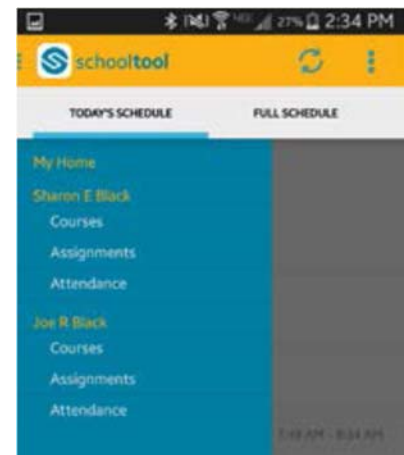 27% 2:34 PM
schooltool
TODAY'S SCHEDULE FULL SCHEDULE
My Home
Sharon E Black
Courses
Assignments
Attendance
Joe R Black
Courses
Assignments
Attendance